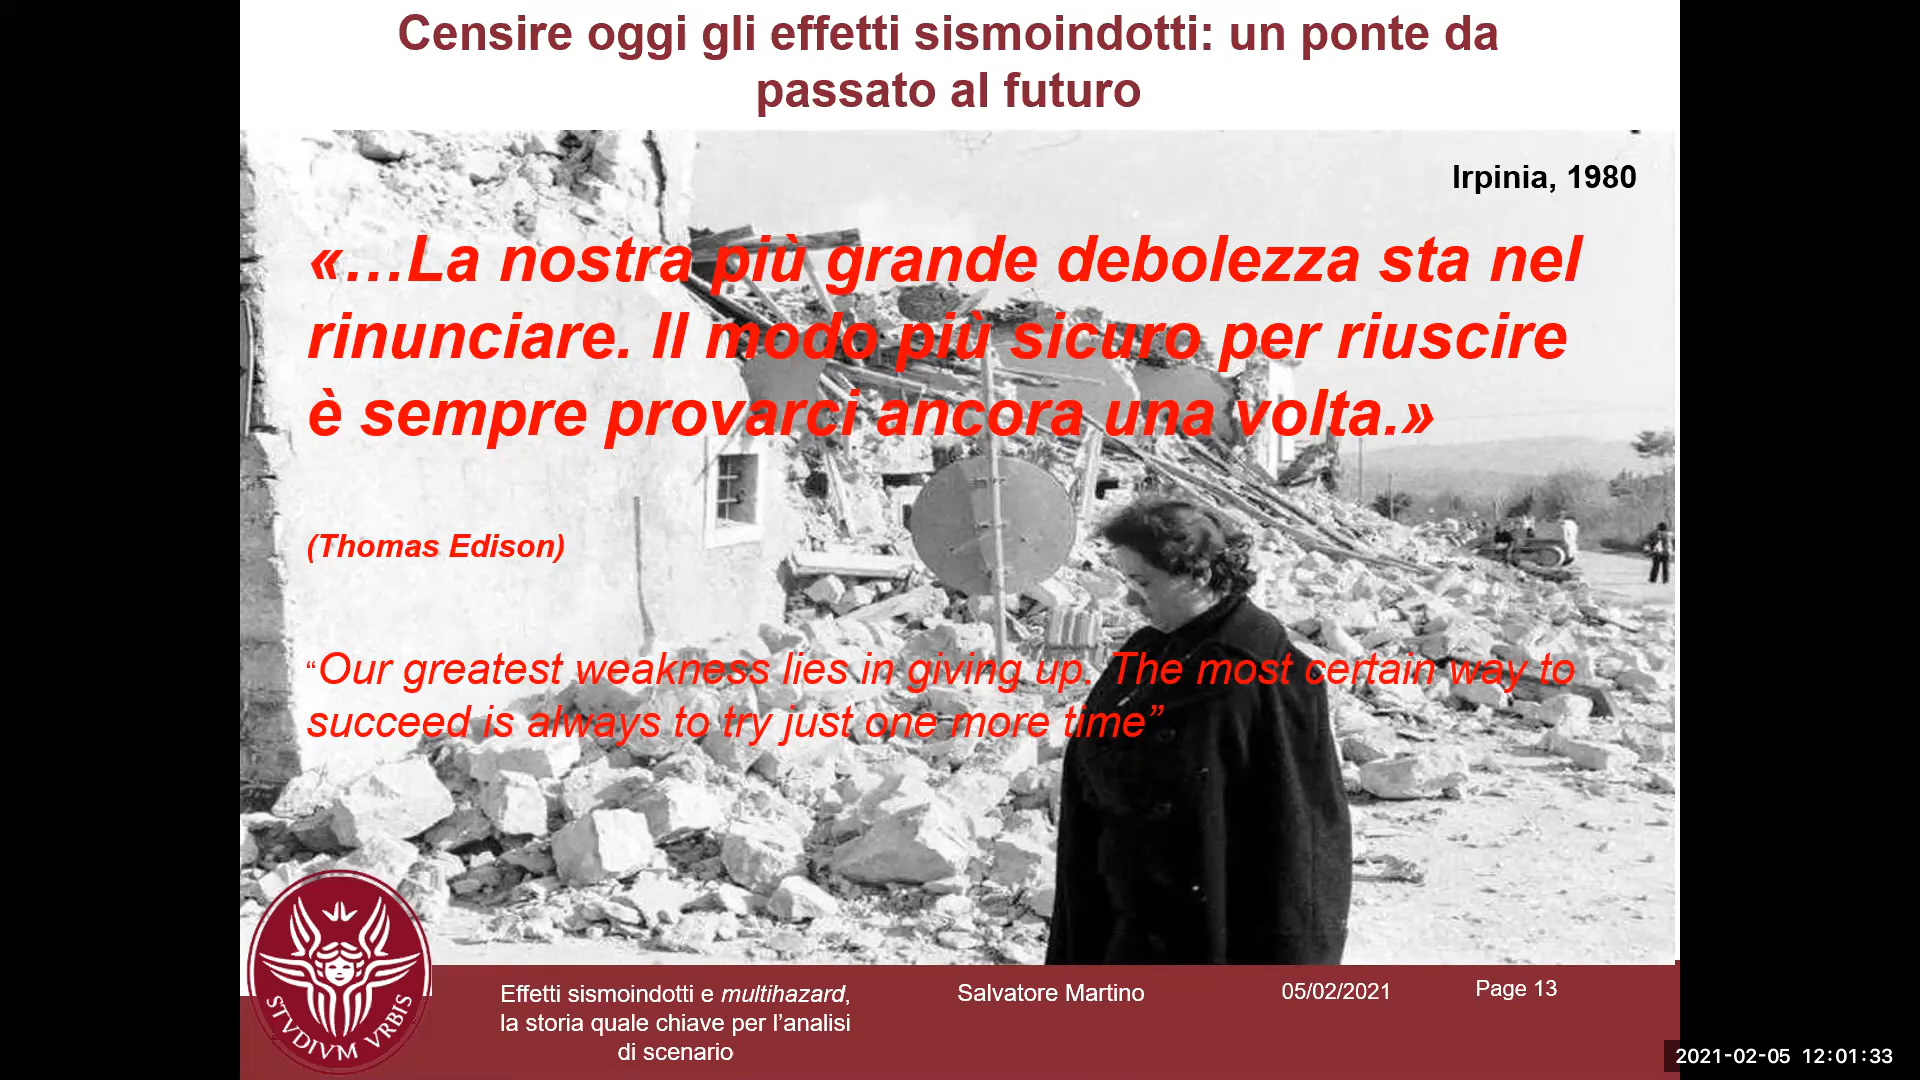 Censire oggi gli effetti sismoindotti: un ponte da
passato al futuro
Irpinia, 1980
«…La nostra più grande debolezza sta nel
rinunciare. Il modo più sicuro per riuscire
è sempre provarci ancora una volta.»
(Thomas Edison)
“Our greatest weakness lies in giving up. The most certain way to
succeed is always to try just one more time”
STVDIVM VRBIS
Effetti sismoindotti e multihazard,
la storia quale chiave per l’analisi
di scenario
Salvatore Martino
05/02/2021
Page 13
2021-02-05 12:01:33